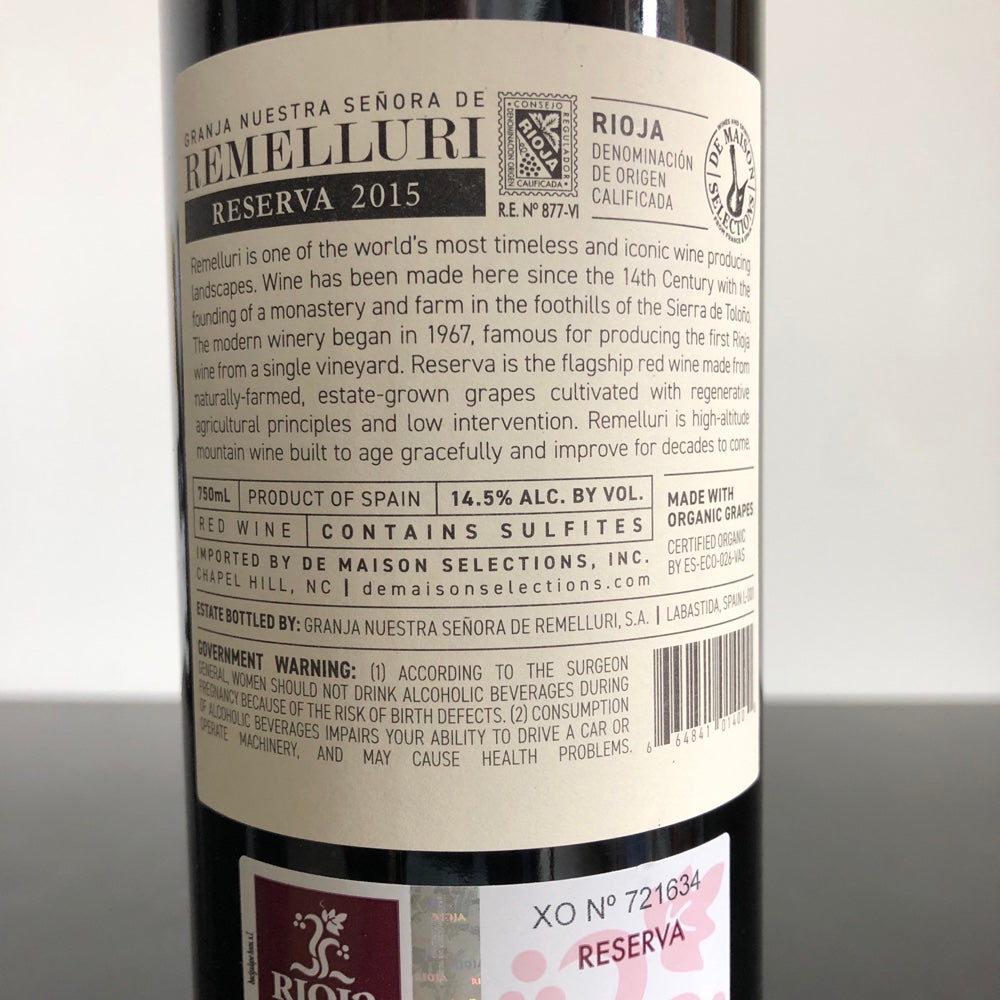 GRANJA NUESTRA SEÑORA DE
REMELLURI
RESERVA 2015
CONSEJO
REGULADOR
DENOMINACIÓN ORIGEN
CALIFICADA
RIOJA
R.E. Nº 877-VI
RIOJA
DENOMINACIÓN
DE ORIGEN
CALIFICADA
DE MAISON
SELECTIONS
Remelluri is one of the world's most timeless and iconic wine producing
landscapes. Wine has been made here since the 14th Century with the
founding of a monastery and farm in the foothills of the Sierra de Toloño.
The modern winery began in 1967, famous for producing the first Rioja
wine from a single vineyard. Reserva is the flagship red wine made from
naturally-farmed, estate-grown grapes cultivated with regenerative
agricultural principles and low intervention. Remelluri is high-altitude
mountain wine built to age gracefully and improve for decades to come.
750mL PRODUCT OF SPAIN 14.5% ALC. BY VOL.
RED WINE CONTAINS SULFITES
IMPORTED BY DE MAISON SELECTIONS, INC.
CHAPEL HILL, NC | demaisonselections.com
MADE WITH
ORGANIC GRAPES
CERTIFIED ORGANIC
BY ES-ECO-026-VAS
ESTATE BOTTLED BY: GRANJA NUESTRA SEÑORA DE REMELLURI, S.A. | LABASTIDA, SPAIN
GOVERNMENT WARNING: (1) ACCORDING TO THE SURGEON
GENERAL, WOMEN SHOULD NOT DRINK ALCOHOLIC BEVERAGES DURING
PREGNANCY BECAUSE OF THE RISK OF BIRTH DEFECTS. (2) CONSUMPTION
OF ALCOHOLIC BEVERAGES IMPAIRS YOUR ABILITY TO DRIVE A CAR OR
OPERATE MACHINERY, AND MAY CAUSE HEALTH PROBLEMS.
6 64841 01400
XO Nº 721634
RESERVA
RIOJA